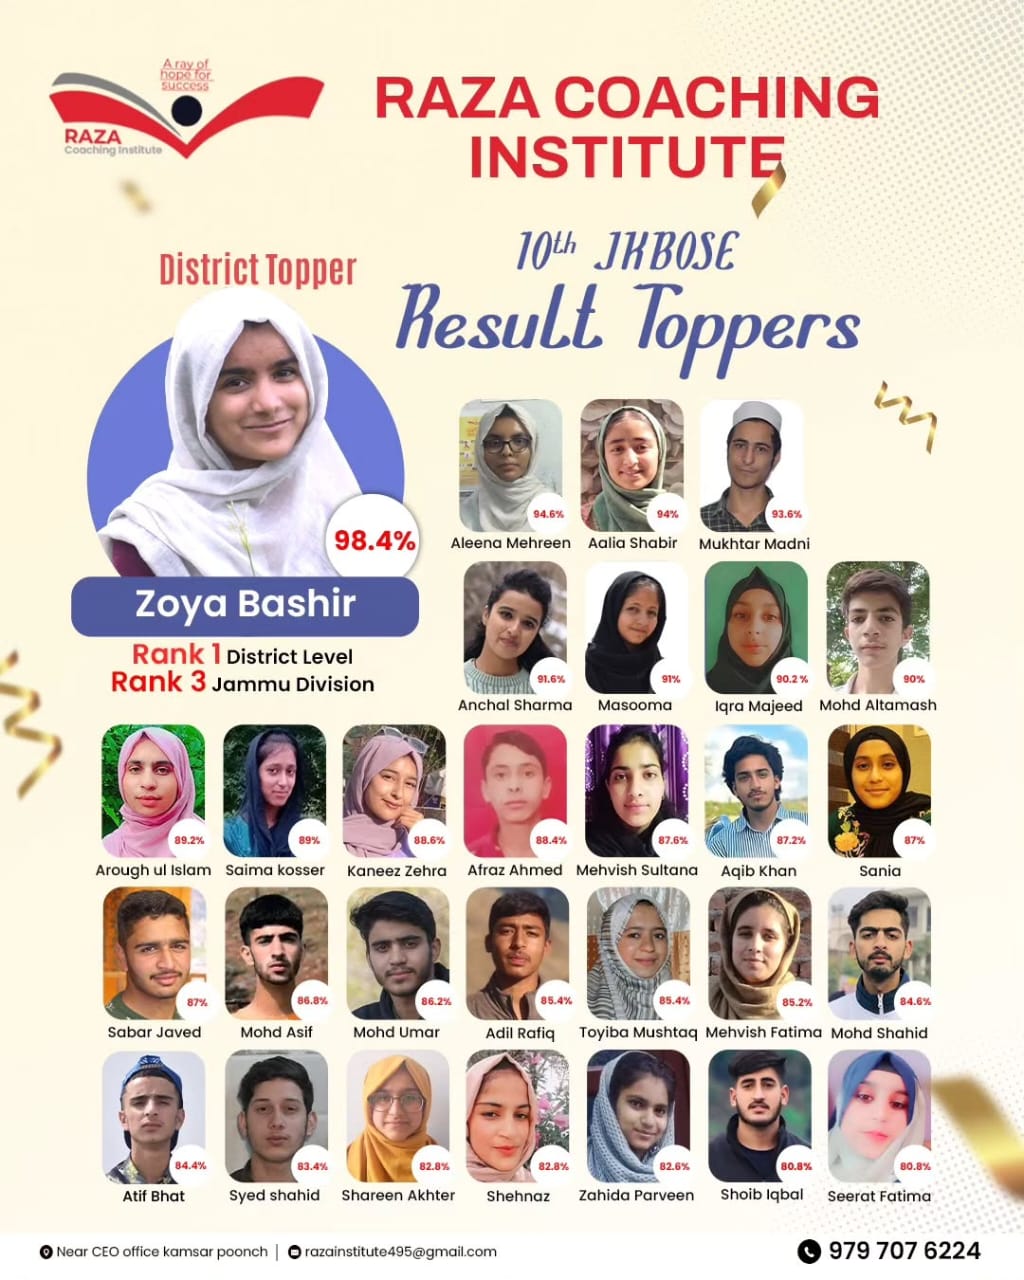 A ray of
hope for
success
RAZA
Coaching Institute
RAZA COACHING
INSTITUTE
10th JKBOSE
Result Toppers
District Topper
98.4%
Zoya Bashir
Rank 1 District Level
Rank 3 Jammu Division
94.6% 94% 93.6%
Aleena Mehreen Aalia Shabir Mukhtar Madni
91.6% 91% 90.2 % 90%
Anchal Sharma Masooma Iqra Majeed Mohd Altamash
89.2% 89% 88.6% 88.4% 87.6% 87.2% 87%
Arough ul Islam Saima kosser Kaneez Zehra Afraz Ahmed Mehvish Sultana Aqib Khan Sania
87% 86.8% 86.2% 85.4% 85.4% 85.2% 84.6%
Sabar Javed Mohd Asif Mohd Umar Adil Rafiq Toyiba Mushtaq Mehvish Fatima Mohd Shahid
84.4% 83.4% 82.8% 82.8% 82.6% 80.8% 80.8%
Atif Bhat Syed shahid Shareen Akhter Shehnaz Zahida Parveen Shoib Iqbal Seerat Fatima
Near CEO office kamsar poonch | razainstitute495@gmail.com 979 707 6224